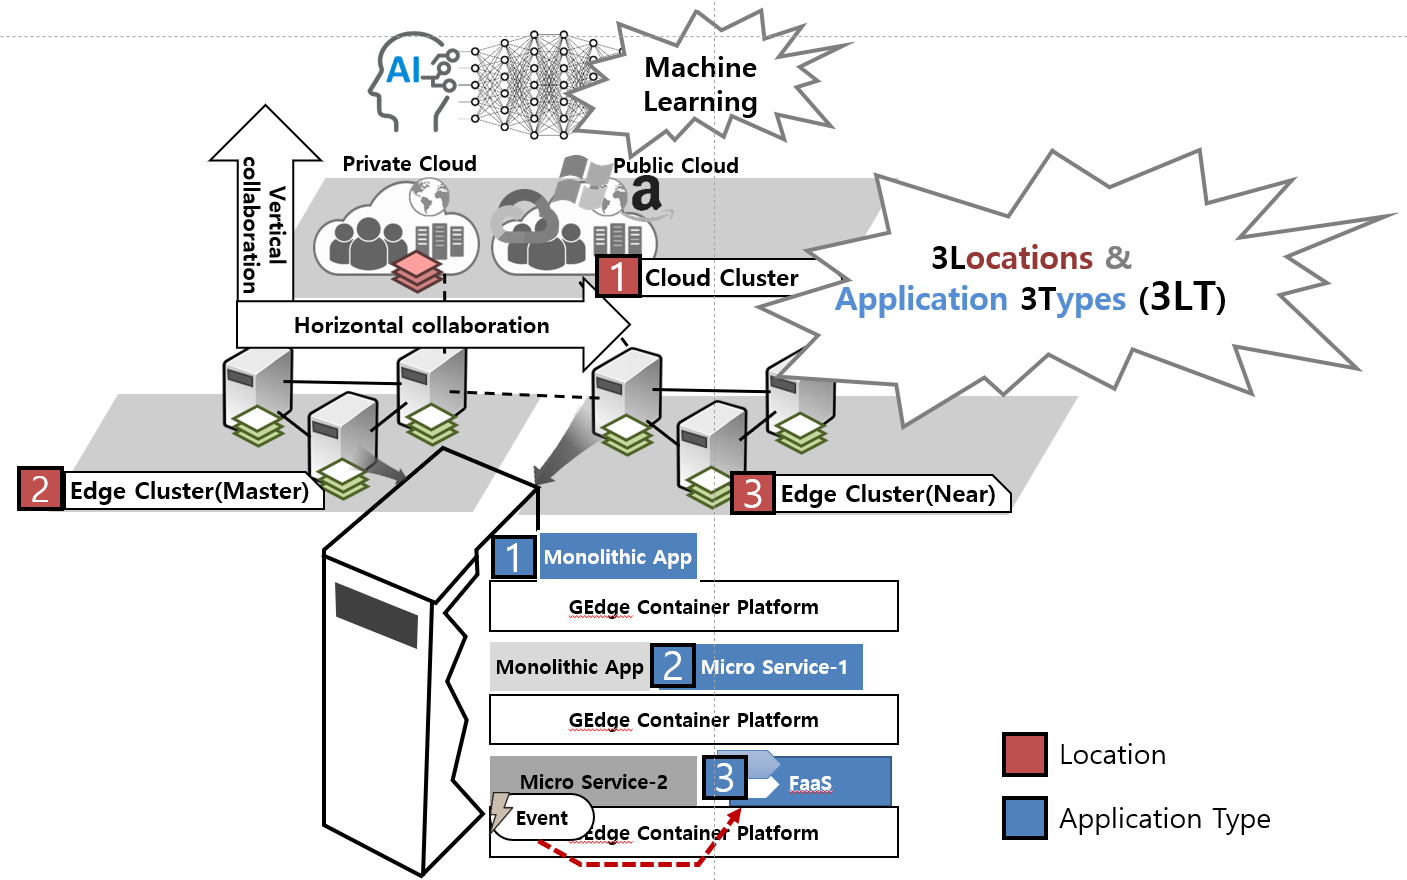 AI
Machine
Learning
Private Cloud
Public Cloud
a
Vertical
collaboration
3Locations &
Application 3Types (3LT)
1 Cloud Cluster
Horizontal collaboration
2 Edge Cluster(Master)
3 Edge Cluster(Near)
1 Monolithic App
GEdge Container Platform
Monolithic App 2 Micro Service-1
GEdge Container Platform
Micro Service-2 3 FaaS
Event
GEdge Container Platform
Location
Application Type